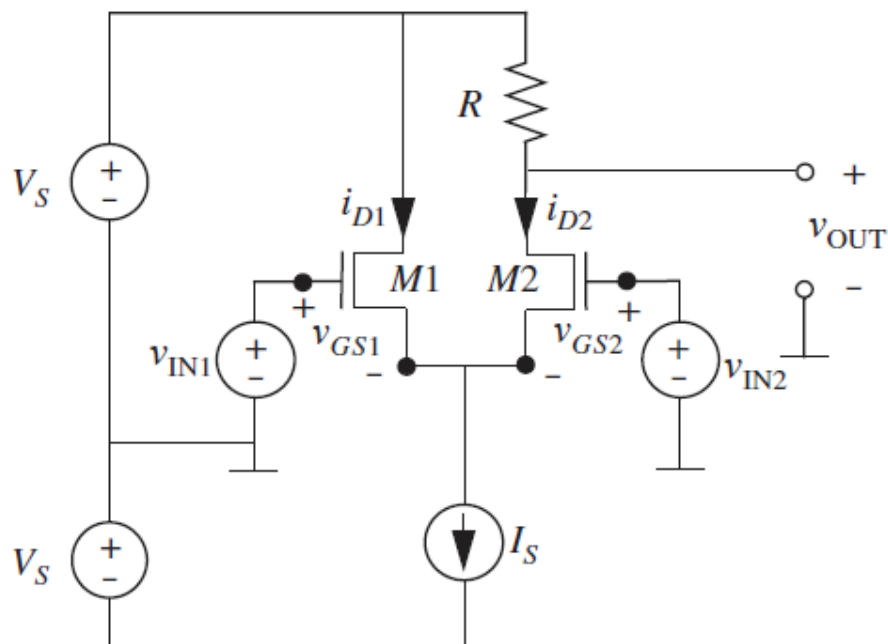 R
+
V_S + -
i_D1 i_D2
v_OUT
M1 M2
-
+ v_GS1 v_GS2 +
v_IN1 + - - - + - v_IN2
V_S + - I_S